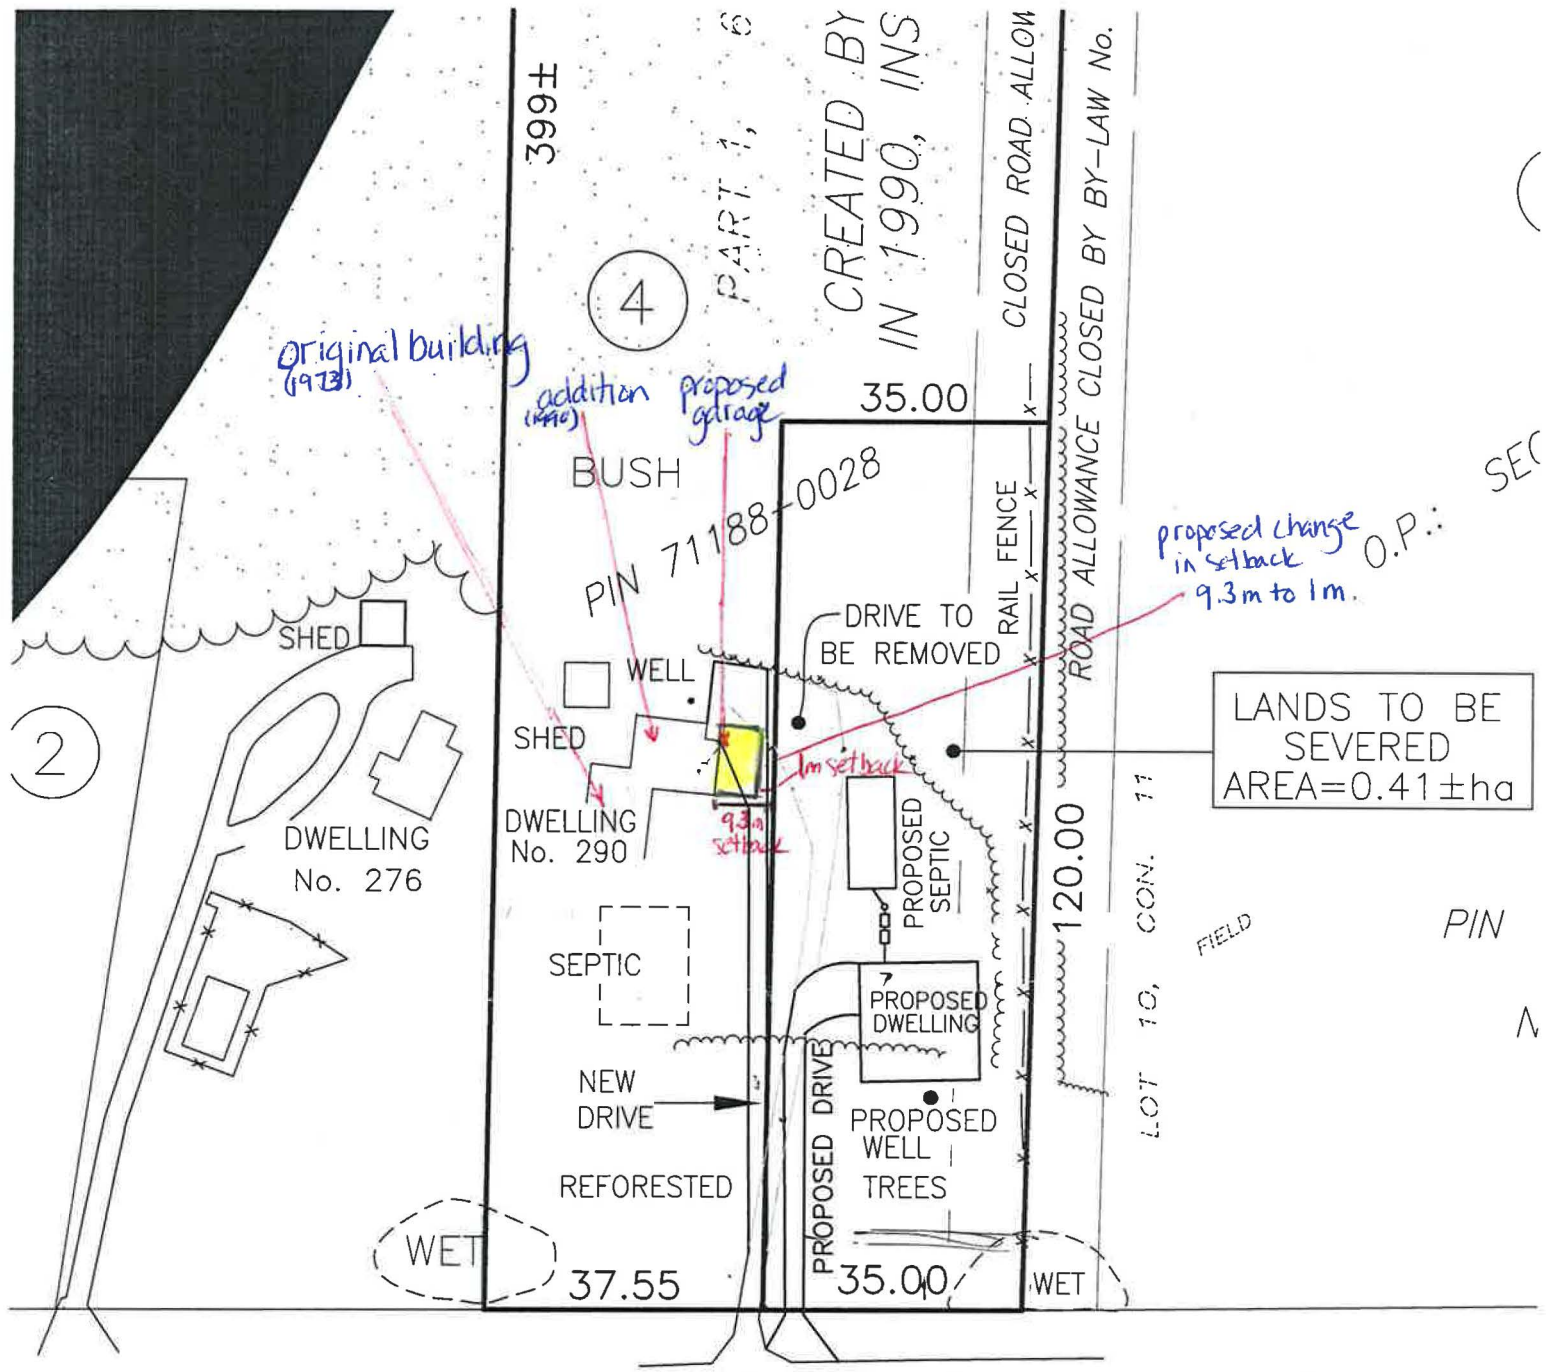 399±
PART 1, 6
CREATED BY
IN 1990, INS
CLOSED ROAD ALLOW
ROAD ALLOWANCE CLOSED BY BY-LAW No.
4
original building
(1973)
addition
proposed
garage
35.00
BUSH
PIN 71188-0028
RAIL FENCE
SEC
O.P.:
proposed change
in setback
9.3m to 1m.
DRIVE TO
BE REMOVED
SHED
WELL
SHED
2
1m setback
LANDS TO BE
SEVERED
AREA=0.41±ha
DWELLING
No. 276
DWELLING
No. 290
9.3m
setback
PROPOSED
SEPTIC
120.00
LOT 10, CON. 11
FIELD
PIN
N
SEPTIC
PROPOSED
DWELLING
NEW
DRIVE
PROPOSED DRIVE
PROPOSED
WELL
TREES
REFORESTED
WET
37.55
35.00
WET